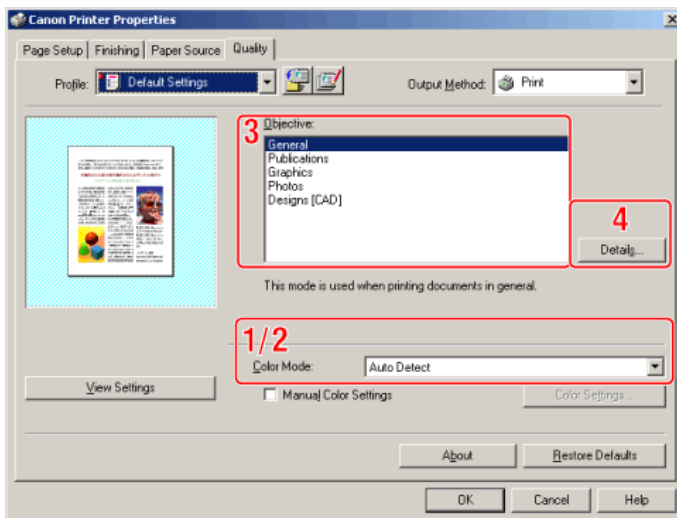 Canon Printer Properties
Page Setup Finishing Paper Source Quality
Profile: Default Settings Output Method: Print
3 Objective:
General
Publications
Graphics
Photos
Designs [CAD]
4
Details...
This mode is used when printing documents in general.
1/2
Color Mode: Auto Detect
View Settings Manual Color Settings Color Settings...
About Restore Defaults
OK Cancel Help